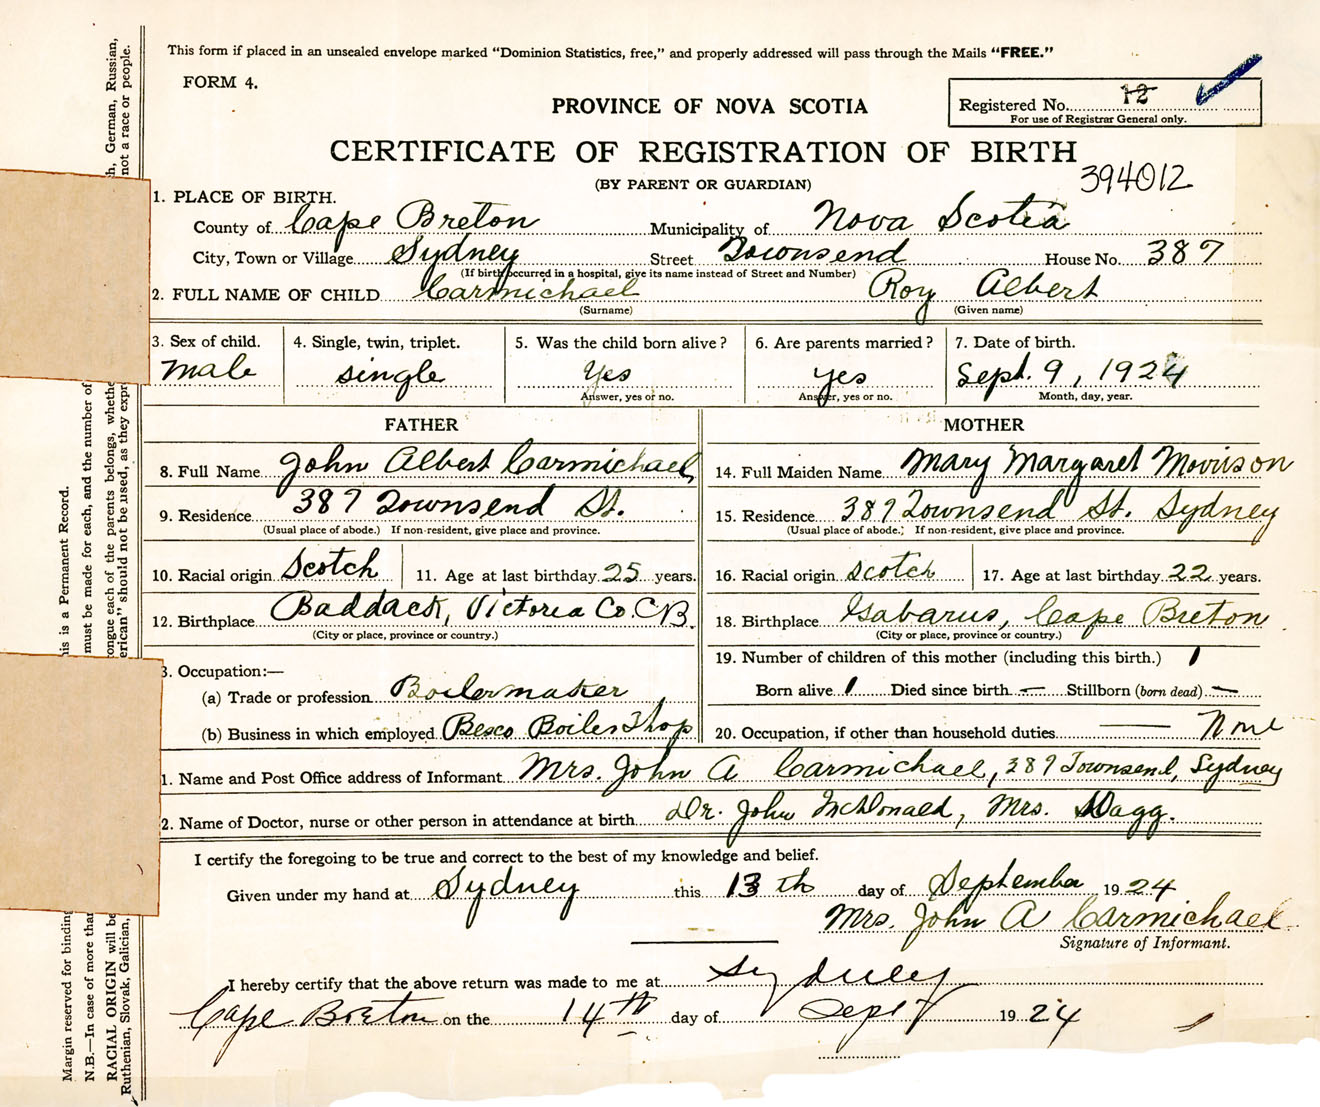 This form if placed in an unsealed envelope marked “Dominion Statistics, free,” and properly addressed will pass through the Mails “FREE.”
FORM 4.
PROVINCE OF NOVA SCOTIA
Registered No. 12
For use of Registrar General only.
CERTIFICATE OF REGISTRATION OF BIRTH
(BY PARENT OR GUARDIAN)
394012
1. PLACE OF BIRTH.
County of Cape Breton Municipality of Nova Scotia
City, Town or Village Sydney Street Townsend House No. 387
(If birth occurred in a hospital, give its name instead of Street and Number)
2. FULL NAME OF CHILD Carmichael Roy Albert
(Surname) (Given name)
3. Sex of child. 4. Single, twin, triplet. 5. Was the child born alive? 6. Are parents married? 7. Date of birth.
Male single Yes yes Sept. 9, 1924
Answer, yes or no. Answer, yes or no. Month, day, year.
FATHER MOTHER
8. Full Name John Albert Carmichael 14. Full Maiden Name Mary Margaret Morrison
9. Residence 387 Townsend St. 15. Residence 387 Townsend St. Sydney
(Usual place of abode.) If non-resident, give place and province. (Usual place of abode.) If non-resident, give place and province.
10. Racial origin Scotch 11. Age at last birthday 25 years. 16. Racial origin scotch 17. Age at last birthday 22 years.
12. Birthplace Baddack, Victoria Co. C.B. 18. Birthplace Gabarus, Cape Breton
(City or place, province or country.) (City or place, province or country.)
3. Occupation:— 19. Number of children of this mother (including this birth.) 1
(a) Trade or profession Boilermaker Born alive 1 Died since birth — Stillborn (born dead) —
(b) Business in which employed Besco Boiler Shop 20. Occupation, if other than household duties — None
1. Name and Post Office address of Informant Mrs. John A Carmichael, 387 Townsend, Sydney
2. Name of Doctor, nurse or other person in attendance at birth Dr. John McDonald, Mrs. Dagg.
I certify the foregoing to be true and correct to the best of my knowledge and belief.
Given under my hand at Sydney this 13 th day of September 1924
Mrs. John A Carmichael
Signature of Informant.
I hereby certify that the above return was made to me at Sydney
Cape Breton on the 14th day of Sept 1924
Margin reserved for binding
his is a Permanent Record.
N.B.—In case of more than
must be made for each, and the number of
RACIAL ORIGIN will be
tongue each of the parents belongs, whethe
h, German, Russian,
Ruthenian, Slovak, Galician,
erican” should not be used, as they expr
not a race or people.